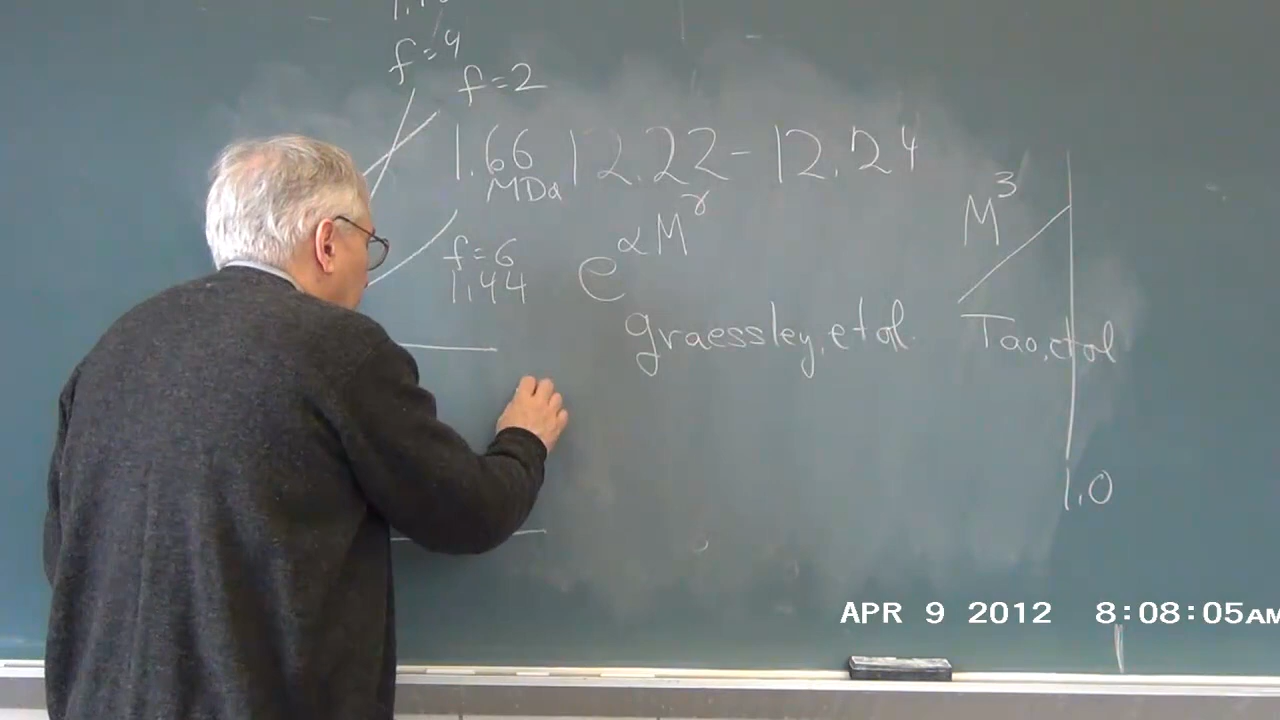 f=4
f=2
1.66 12.22-12.24
MDa
M³
e^αM^γ
f=6
1.44
graessley, et al. Tao, et al
1.0
APR 9 2012 8:08:05AM